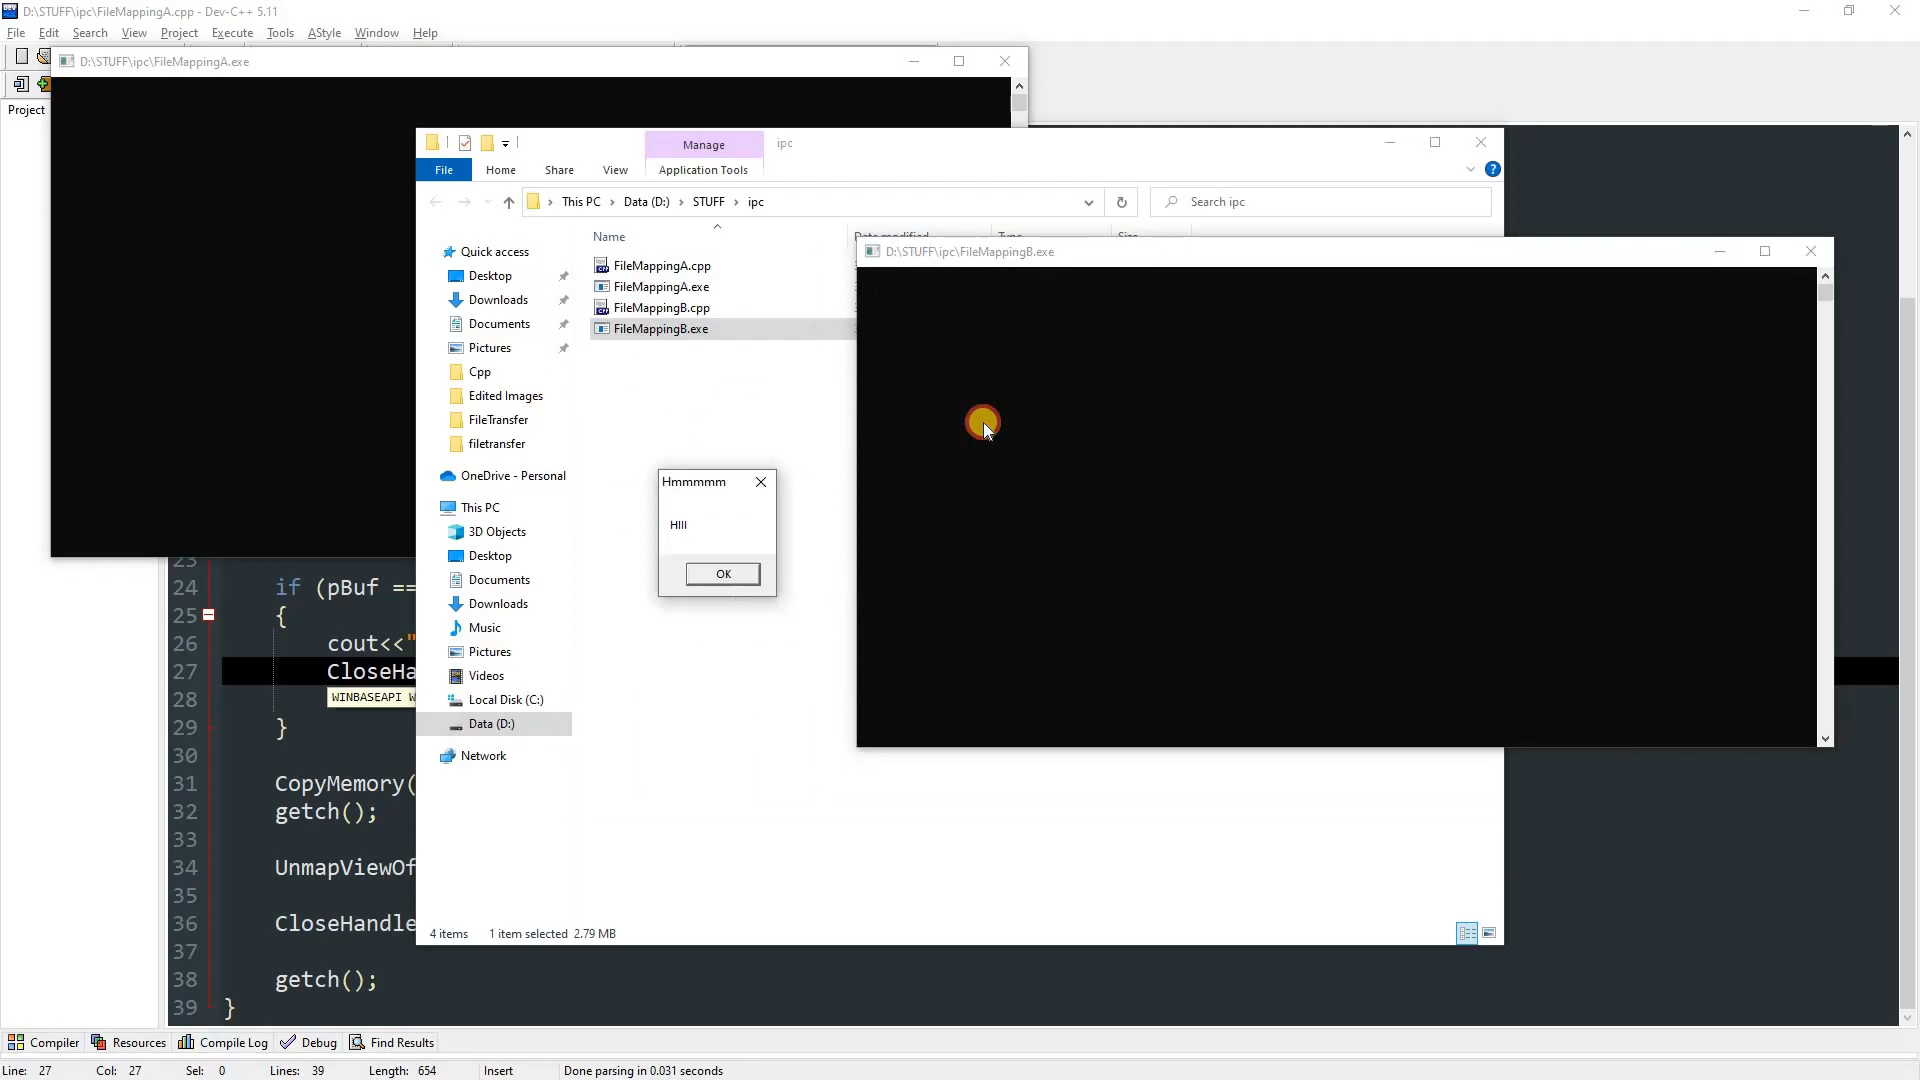 D:\STUFF\ipc\FileMappingA.cpp - Dev-C++ 5.11
File Edit Search View Project Execute Tools AStyle Window Help
D:\STUFF\ipc\FileMappingA.exe
Project
Manage ipc
File Home Share View Application Tools
This PC Data (D:) STUFF ipc
Search ipc
Name
Quick access
Desktop
Downloads
Documents
Pictures
Cpp
Edited Images
FileTransfer
filetransfer
OneDrive - Personal
This PC
3D Objects
Desktop
Documents
Downloads
Music
Pictures
Videos
Local Disk (C:)
Data (D:)
Network
FileMappingA.cpp
FileMappingA.exe
FileMappingB.cpp
FileMappingB.exe
4 items 1 item selected 2.79 MB
D:\STUFF\ipc\FileMappingB.exe
Hmmmmm
HIII
OK
23
24 if (pBuf ==
25 {
26 cout<<"
27 CloseHa
WINBASEAPI W
28
29 }
30
31 CopyMemory(
32 getch();
33
34 UnmapViewOf
35
36 CloseHandle
37
38 getch();
39 }
Compiler Resources Compile Log Debug Find Results
Line: 27 Col: 27 Sel: 0 Lines: 39 Length: 654 Insert Done parsing in 0.031 seconds